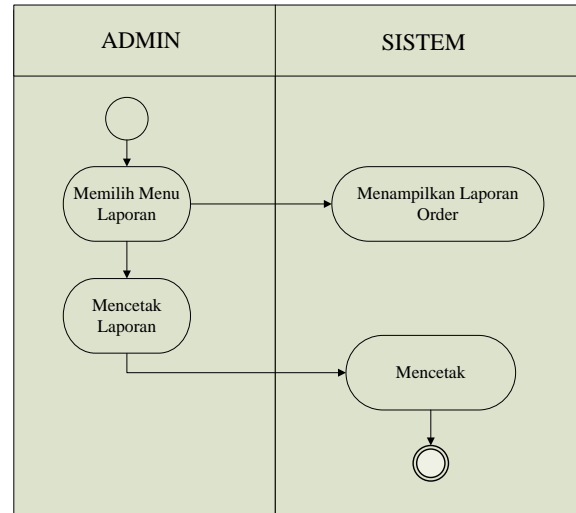 ADMIN
SISTEM
Memilih Menu
Laporan
Menampilkan Laporan
Order
Mencetak
Laporan
Mencetak